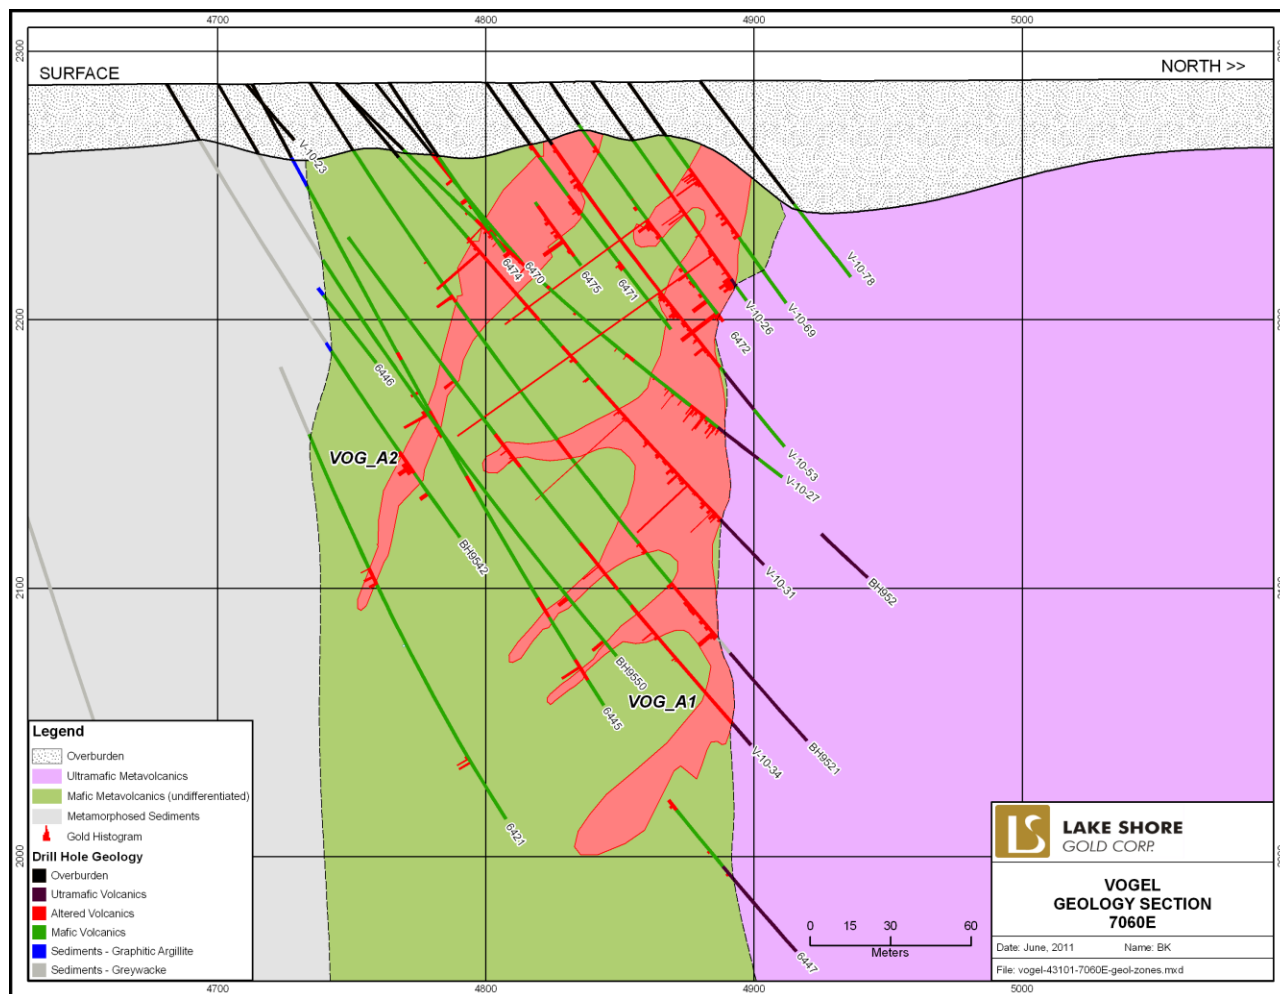 4700 4800 4900 5000
2300
SURFACE
NORTH >>
V-10-23
V-10-78
6474
6470
6475
6471
V-10-26
V-10-69
2200
6472
6446
VOG_A2
V-10-53
V-10-27
BH9542
V-10-31
BH952
2100
BH9550
VOG_A1
6445
V-10-34
BH9521
6421
2000
6447
Legend
Overburden
Ultramafic Metavolcanics
Mafic Metavolcanics (undifferentiated)
Metamorphosed Sediments
Gold Histogram
Drill Hole Geology
Overburden
Utramafic Volcanics
Altered Volcanics
Mafic Volcanics
Sediments - Graphitic Argillite
Sediments - Greywacke
0 15 30 60
Meters
LS
LAKE SHORE
GOLD CORP.
VOGEL
GEOLOGY SECTION
7060E
Date: June, 2011 Name: BK
File: vogel-43101-7060E-geol-zones.mxd
4700 4800 4900 5000